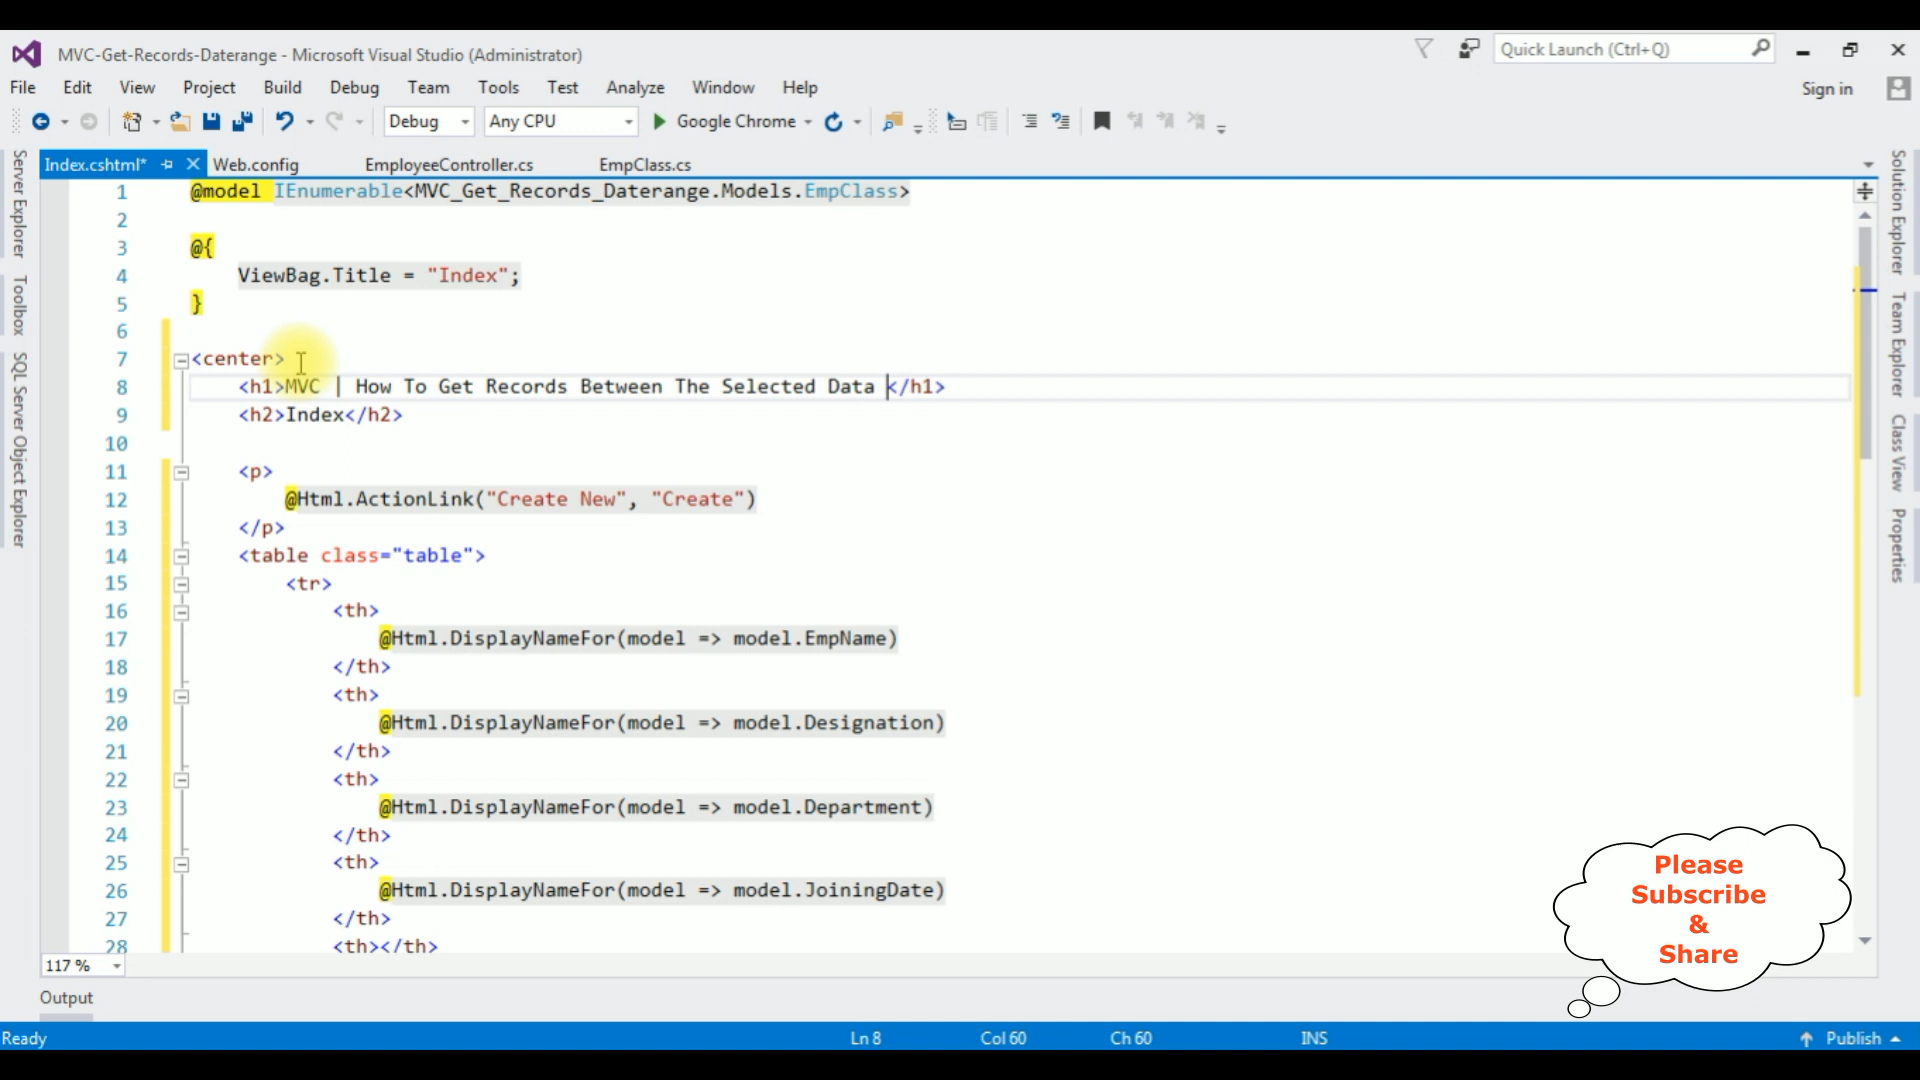 MVC-Get-Records-Daterange - Microsoft Visual Studio (Administrator)
Quick Launch (Ctrl+Q)
File Edit View Project Build Debug Team Tools Test Analyze Window Help
Sign in
Debug Any CPU Google Chrome
Index.cshtml* Web.config EmployeeController.cs EmpClass.cs
Server Explorer
Toolbox
SQL Server Object Explorer
1 @model IEnumerable<MVC_Get_Records_Daterange.Models.EmpClass>
2
3 @{
4 ViewBag.Title = "Index";
5 }
6
7 <center>
8 <h1>MVC | How To Get Records Between The Selected Data </h1>
9 <h2>Index</h2>
10
11 <p>
12 @Html.ActionLink("Create New", "Create")
13 </p>
14 <table class="table">
15 <tr>
16 <th>
17 @Html.DisplayNameFor(model => model.EmpName)
18 </th>
19 <th>
20 @Html.DisplayNameFor(model => model.Designation)
21 </th>
22 <th>
23 @Html.DisplayNameFor(model => model.Department)
24 </th>
25 <th>
26 @Html.DisplayNameFor(model => model.JoiningDate)
27 </th>
28 <th></th>
Solution Explorer
Team Explorer
Class View
Properties
Please
Subscribe
&
Share
117 %
Output
Ready Ln 8 Col 60 Ch 60 INS Publish